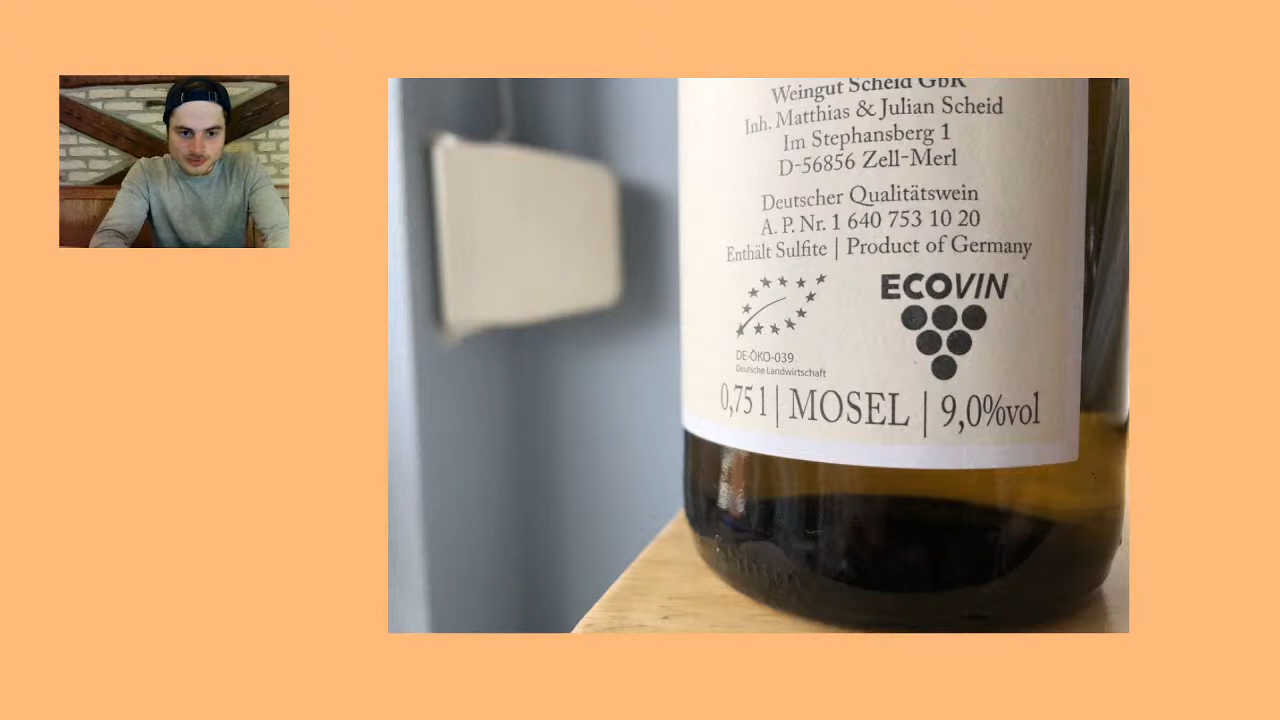 Weingut Scheid GbR
Inh. Matthias & Julian Scheid
Im Stephansberg 1
D-56856 Zell-Merl
Deutscher Qualitätswein
A. P. Nr. 1 640 753 10 20
Enthält Sulfite | Product of Germany
ECOVIN
DE-ÖKO-039
Deutsche Landwirtschaft
0,75 l | MOSEL | 9,0%vol